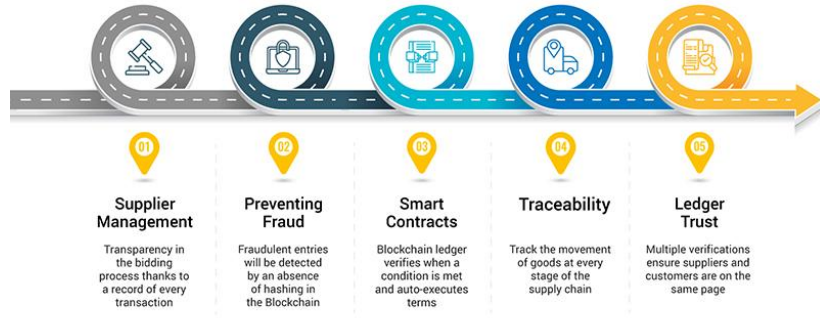 01
Supplier
Management
Transparency in
the bidding
process thanks to
a record of every
transaction
02
Preventing
Fraud
Fraudulent entries
will be detected
by an absence
of hashing in
the Blockchain
03
Smart
Contracts
Blockchain ledger
verifies when a
condition is met
and auto-executes
terms
04
Traceability
Track the movement
of goods at every
stage of the
supply chain
05
Ledger
Trust
Multiple verifications
ensure suppliers and
customers are on the
same page